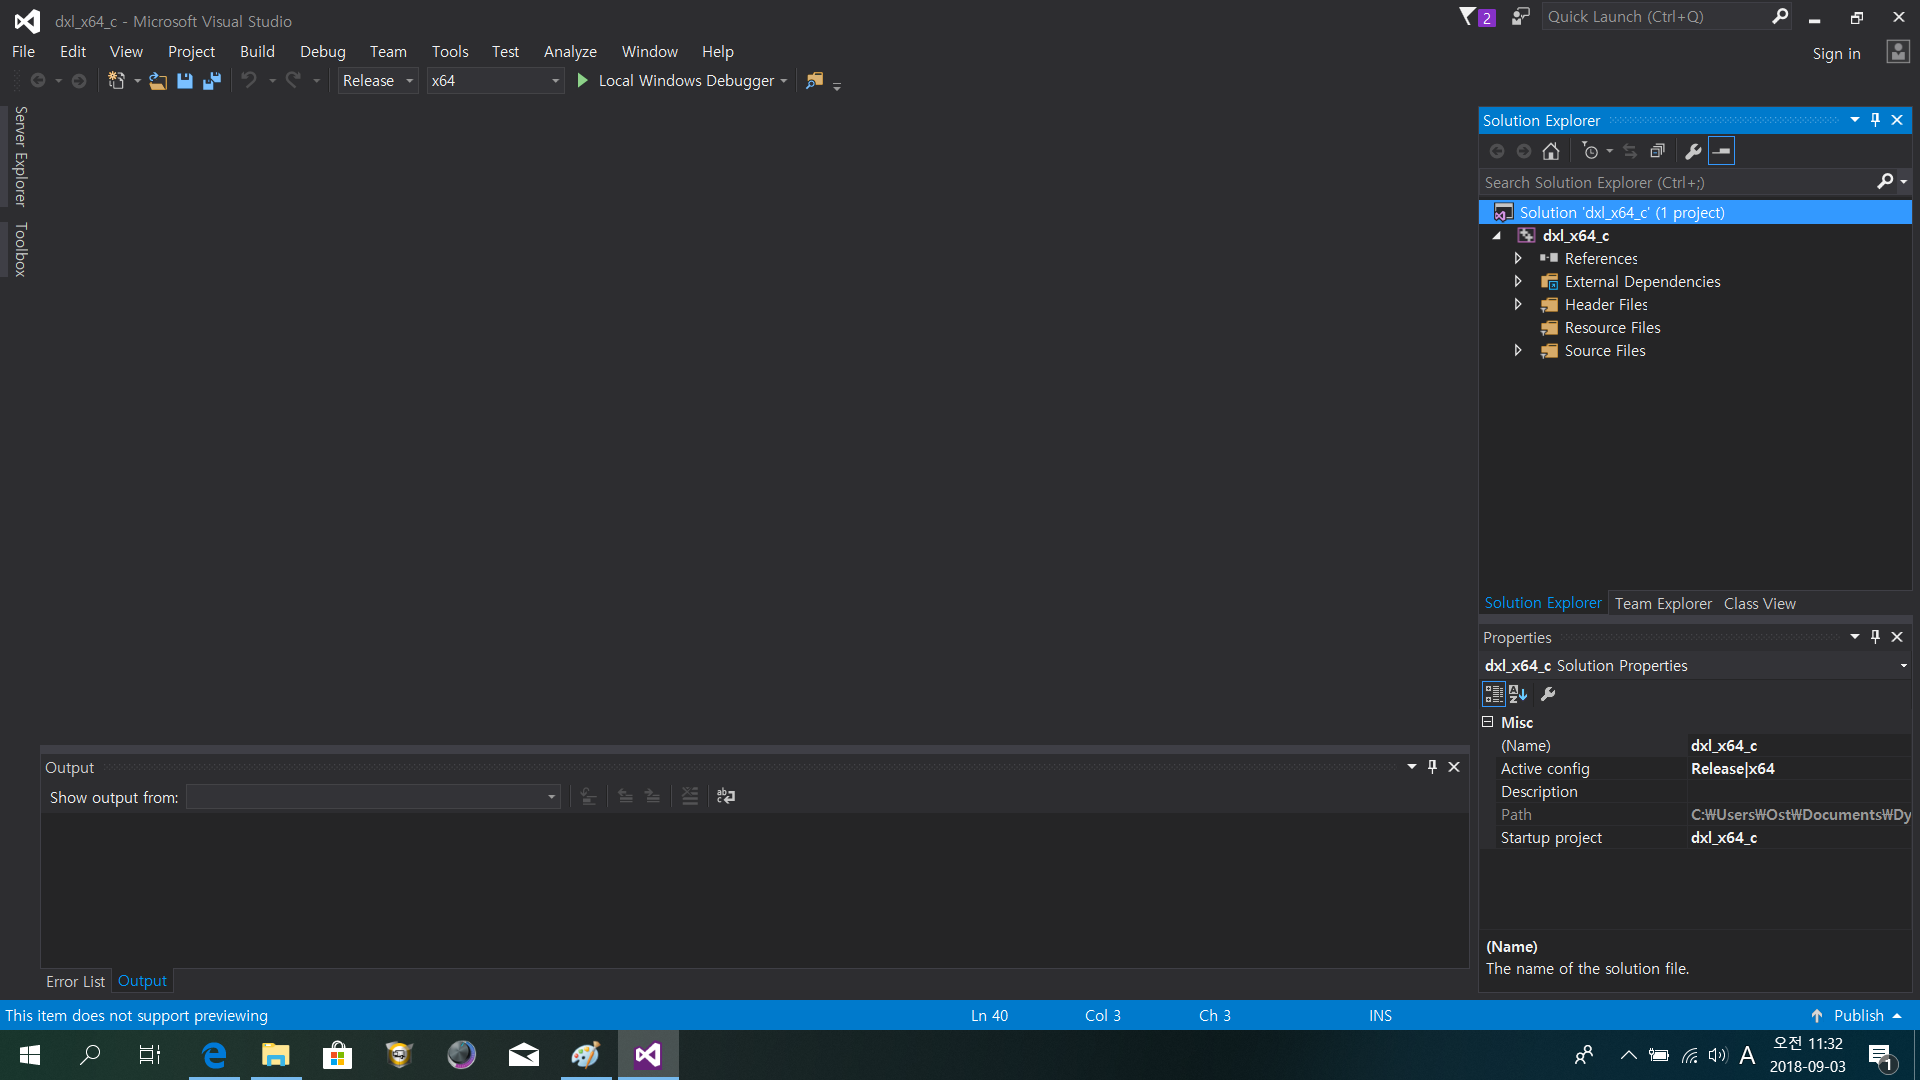 dxl_x64_c - Microsoft Visual Studio
2
Quick Launch (Ctrl+Q)
File Edit View Project Build Debug Team Tools Test Analyze Window Help
Sign in
Release x64 Local Windows Debugger
Server Explorer
Toolbox
Solution Explorer
Search Solution Explorer (Ctrl+;)
Solution 'dxl_x64_c' (1 project)
dxl_x64_c
References
External Dependencies
Header Files
Resource Files
Source Files
Solution Explorer Team Explorer Class View
Properties
dxl_x64_c Solution Properties
Misc
(Name) dxl_x64_c
Active config Release|x64
Description
Path C:₩Users₩Ost₩Documents₩Dy
Startup project dxl_x64_c
(Name)
The name of the solution file.
Output
Show output from:
Error List Output
This item does not support previewing
Ln 40 Col 3 Ch 3 INS
Publish
A
오전 11:32
2018-09-03
1